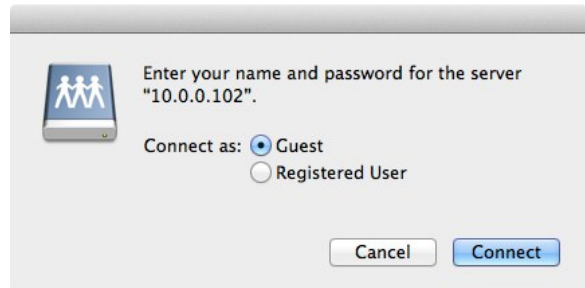 Enter your name and password for the server
"10.0.0.102".
Connect as: Guest
Registered User
Cancel Connect